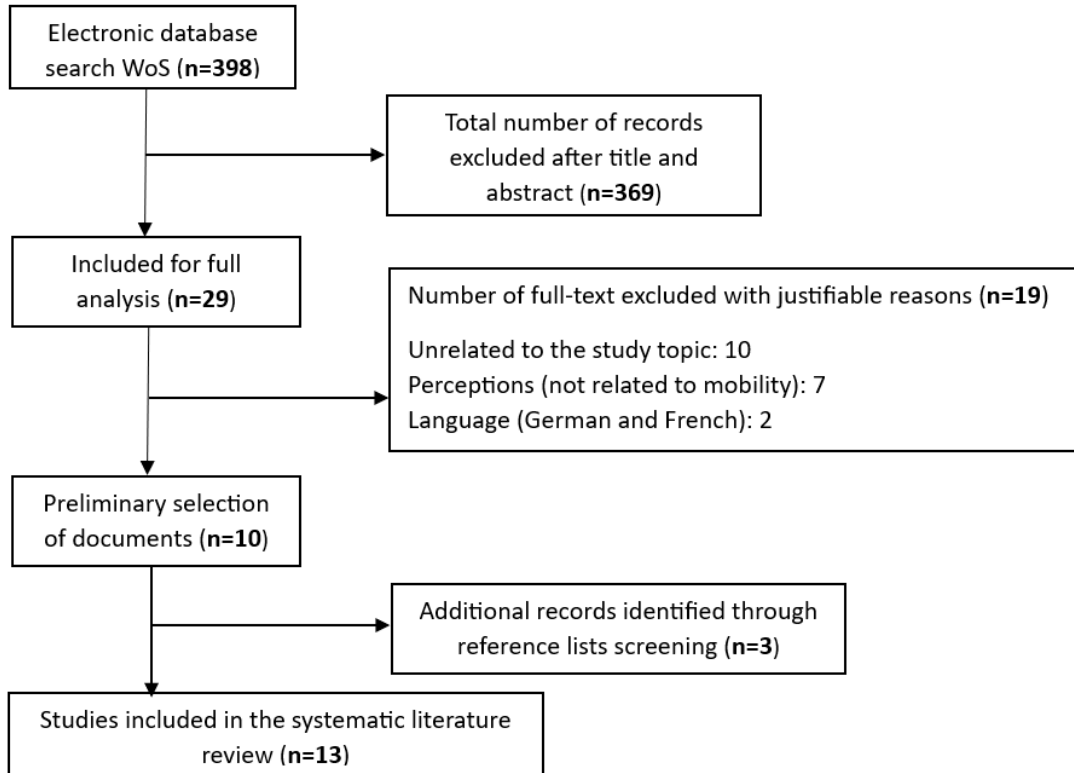 Electronic database
search WoS (n=398)
Total number of records
excluded after title and
abstract (n=369)
Included for full
analysis (n=29)
Number of full-text excluded with justifiable reasons (n=19)
Unrelated to the study topic: 10
Perceptions (not related to mobility): 7
Language (German and French): 2
Preliminary selection
of documents (n=10)
Additional records identified through
reference lists screening (n=3)
Studies included in the systematic literature
review (n=13)